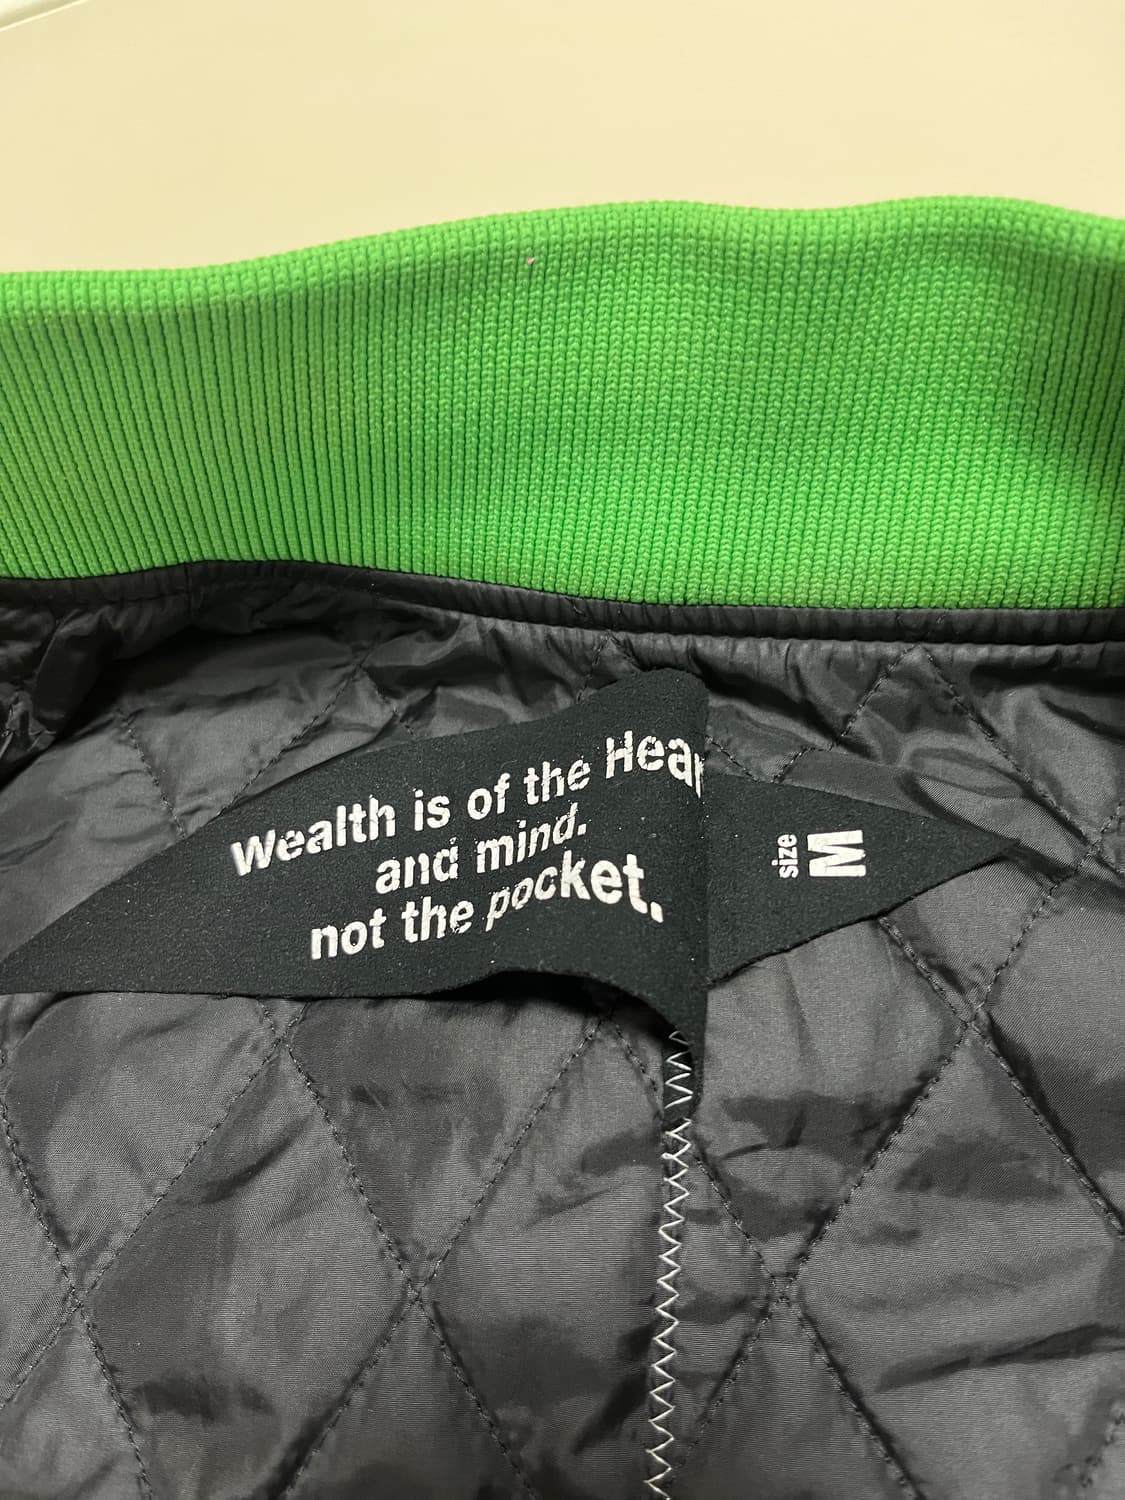 Wealth is of the Hear
and mind.
not the pocket.
size
M